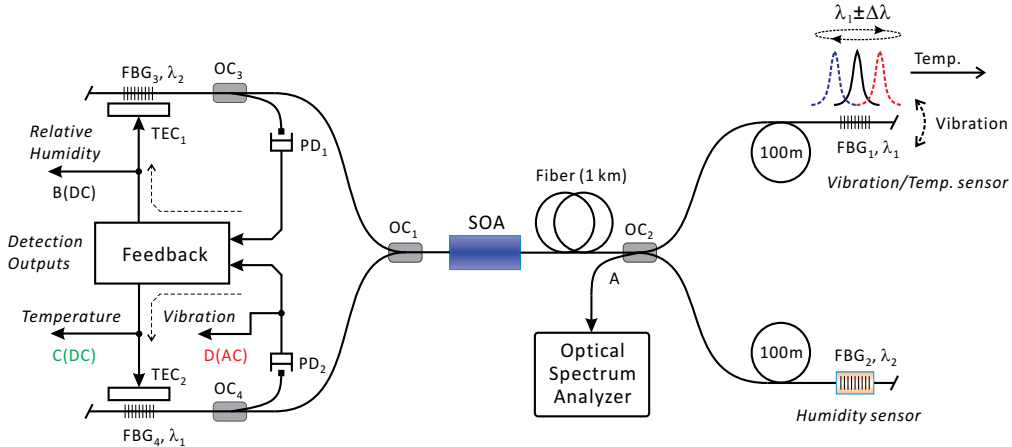 λ₁±Δλ
Temp.
Vibration
FBG₁, λ₁
100m
Vibration/Temp. sensor
FBG₃, λ₂
OC₃
TEC₁
PD₁
Relative
Humidity
B(DC)
Detection
Outputs
Feedback
OC₁
SOA
Fiber (1 km)
OC₂
A
Optical
Spectrum
Analyzer
Temperature
C(DC)
Vibration
D(AC)
PD₂
TEC₂
OC₄
FBG₄, λ₁
100m
FBG₂, λ₂
Humidity sensor